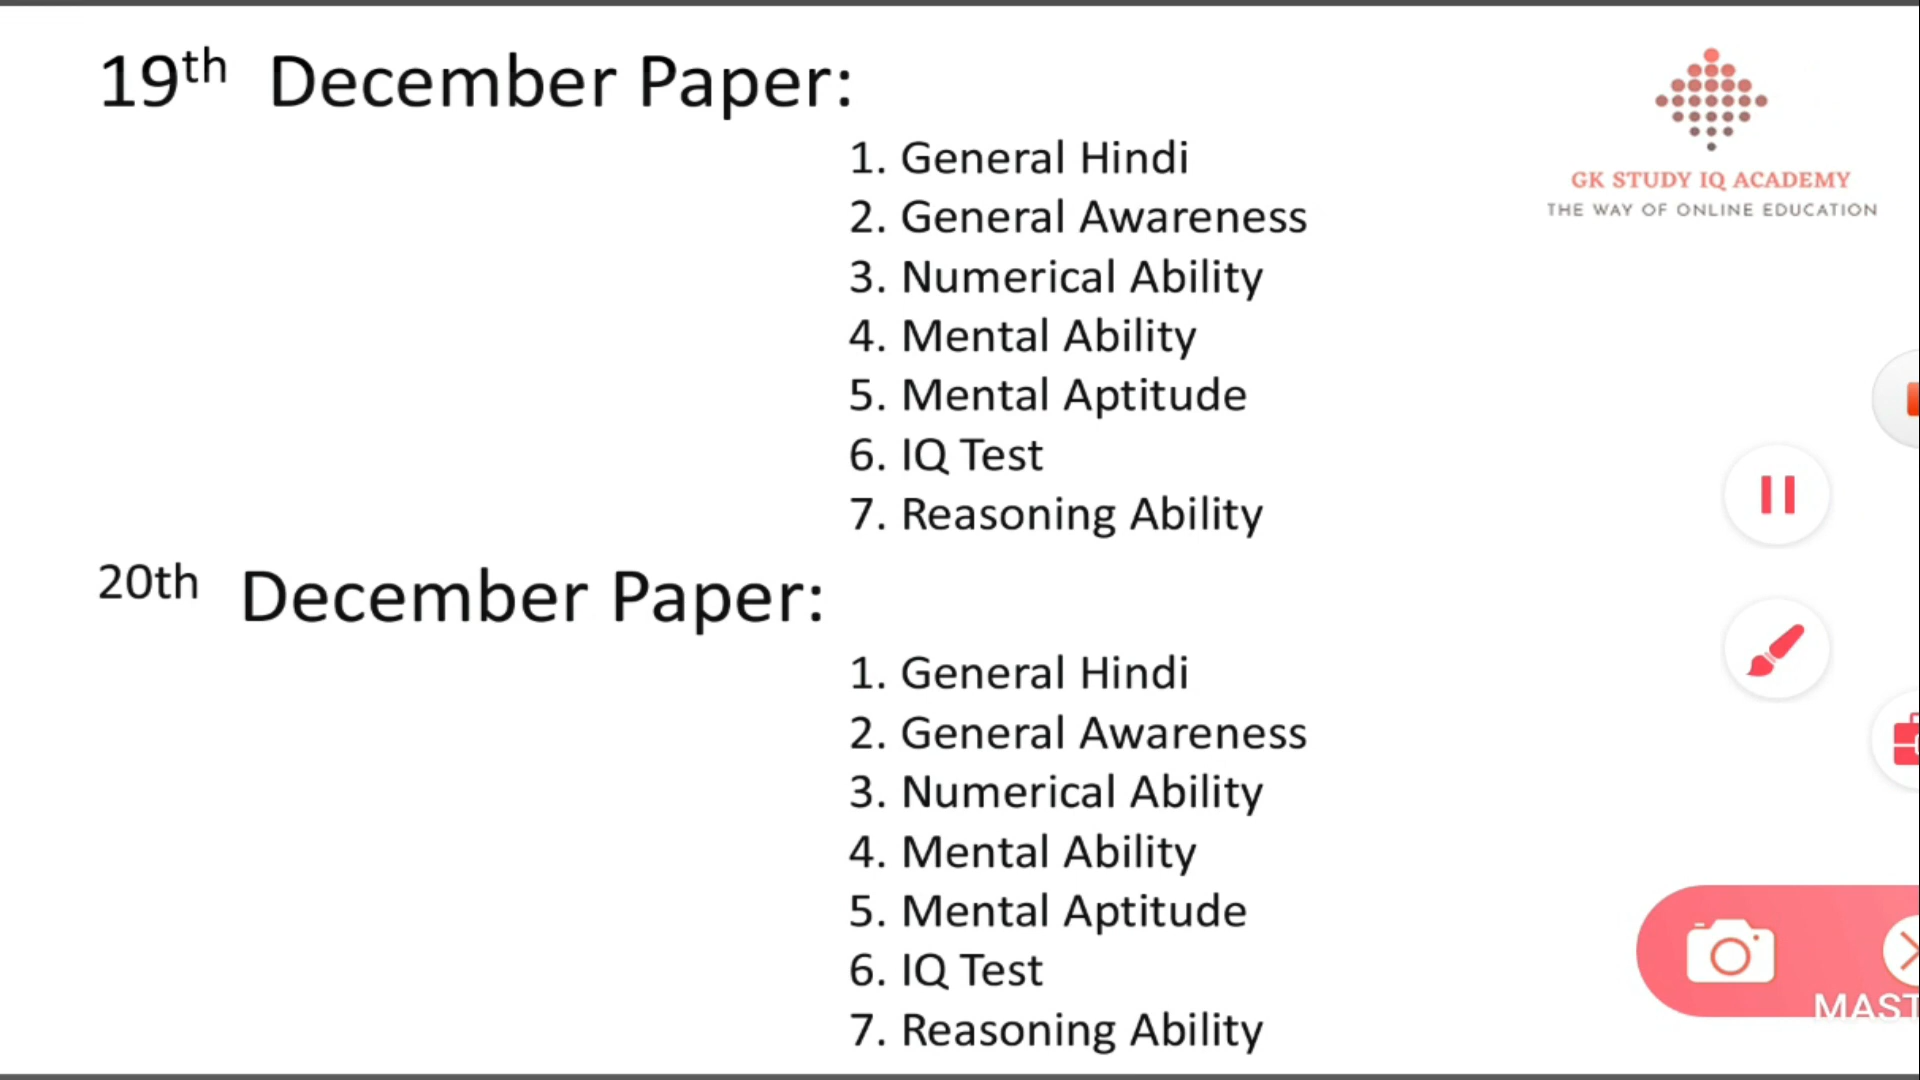 19th December Paper:
1. General Hindi
2. General Awareness
3. Numerical Ability
4. Mental Ability
5. Mental Aptitude
6. IQ Test
7. Reasoning Ability
20th December Paper:
1. General Hindi
2. General Awareness
3. Numerical Ability
4. Mental Ability
5. Mental Aptitude
6. IQ Test
7. Reasoning Ability
GK STUDY IQ ACADEMY
THE WAY OF ONLINE EDUCATION